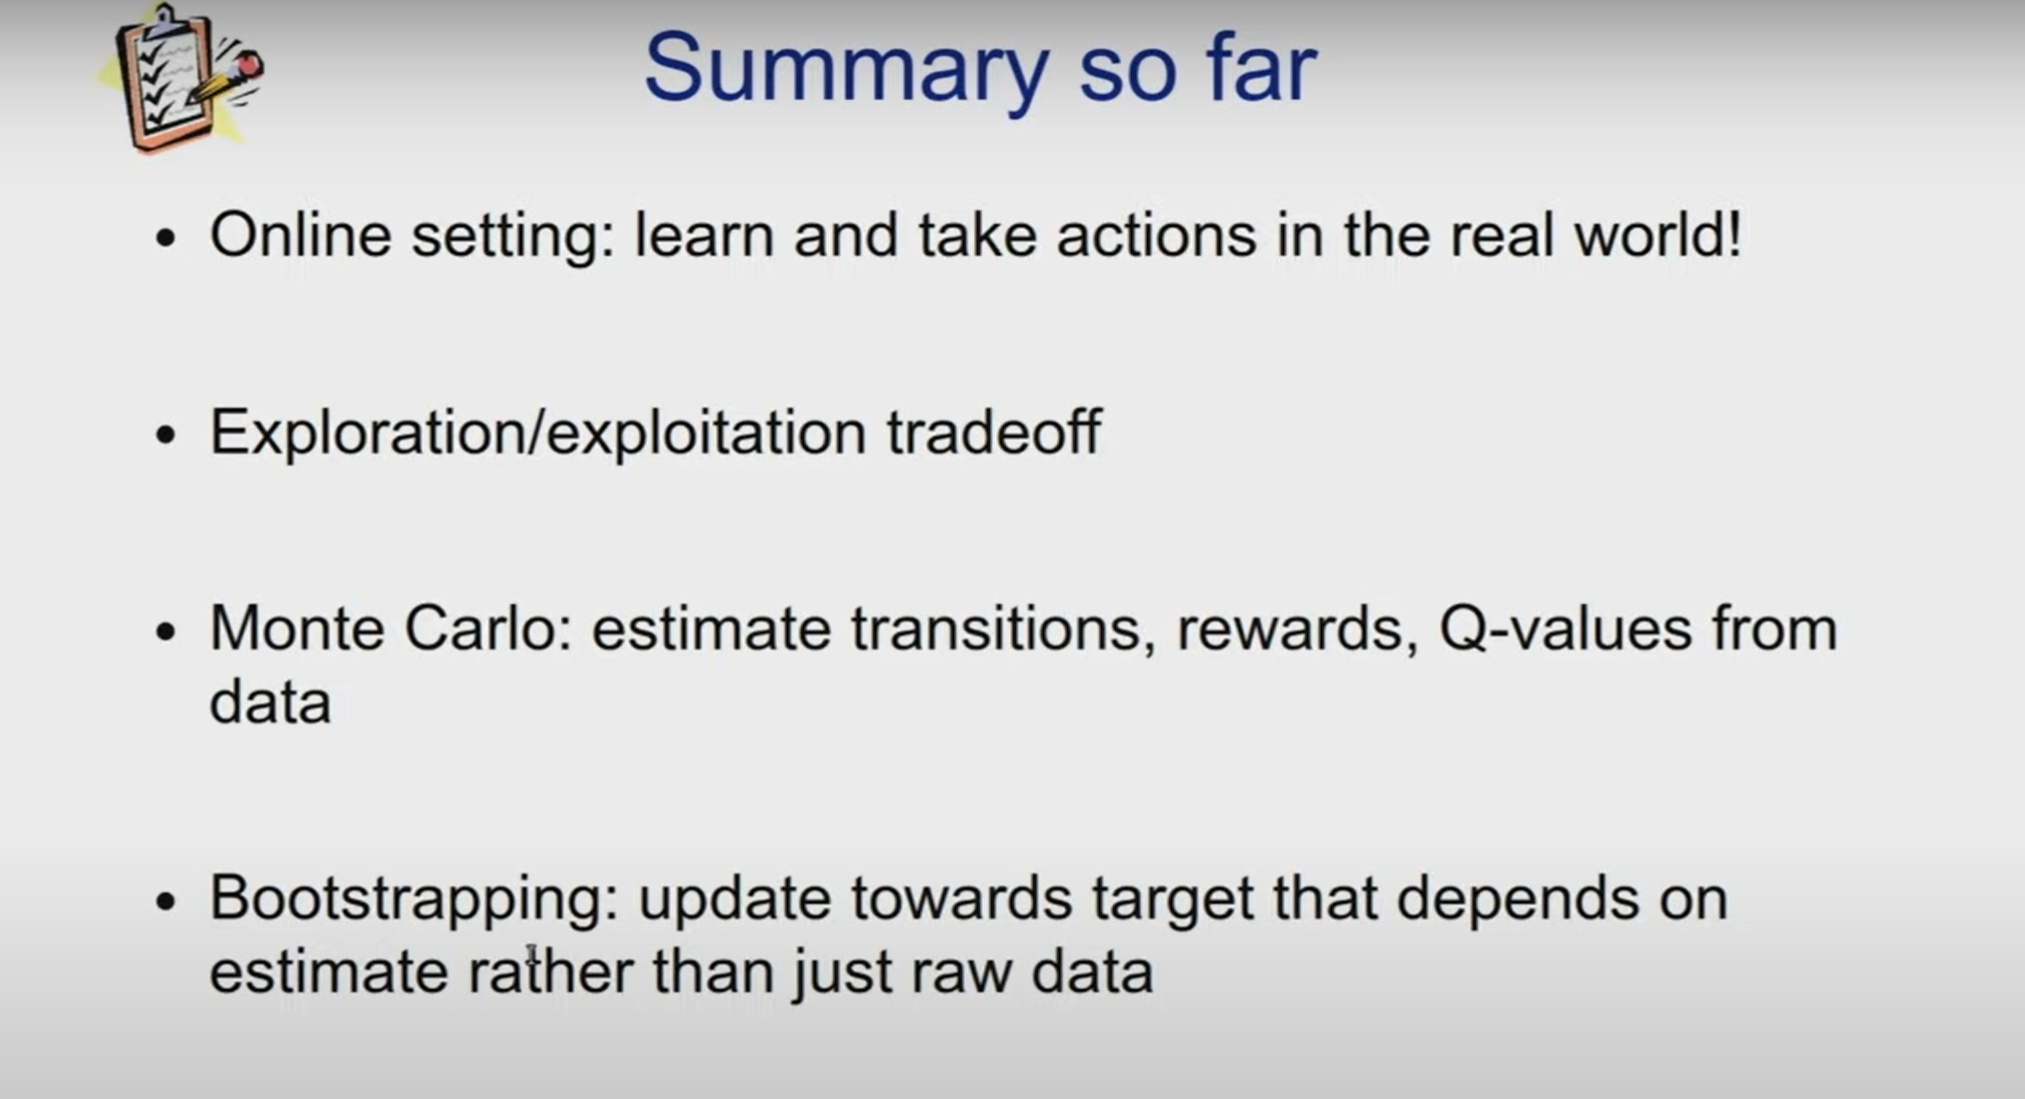 Summary so far
• Online setting: learn and take actions in the real world!
• Exploration/exploitation tradeoff
• Monte Carlo: estimate transitions, rewards, Q-values from
data
• Bootstrapping: update towards target that depends on
estimate rather than just raw data